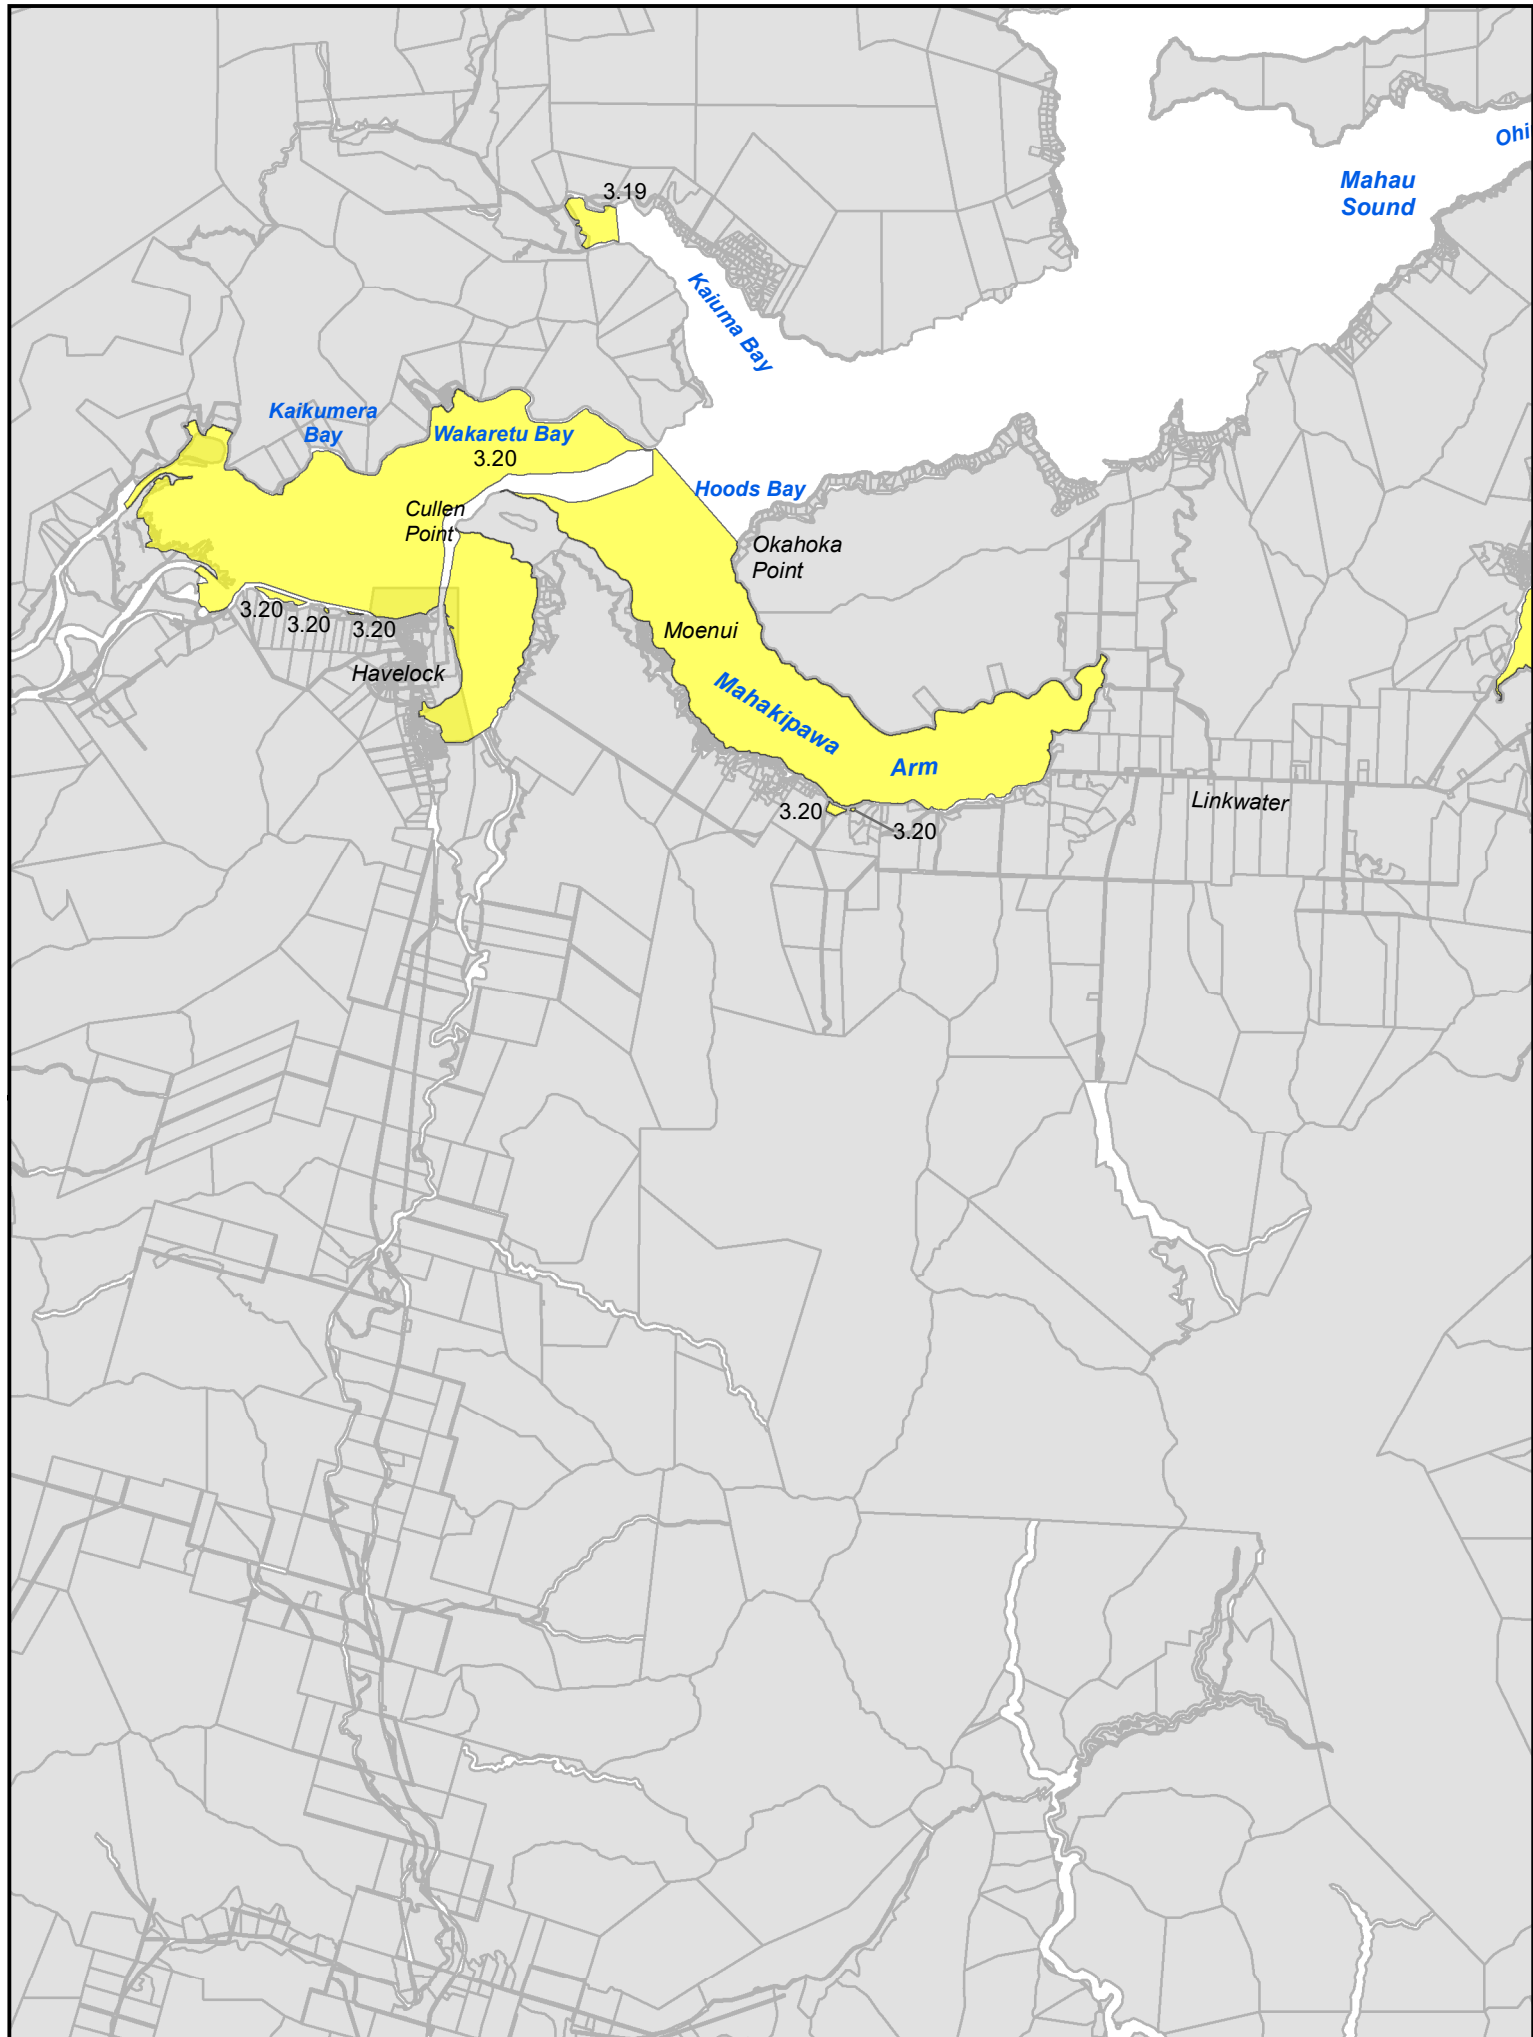 Ohi
Mahau
Sound
3.19
Kaiuma Bay
Kaikumera
Bay
Wakaretu Bay
3.20
Hoods Bay
Cullen
Point
Okahoka
Point
3.20
3.20
3.20
Moenui
Havelock
Mahakipawa
Arm
Linkwater
3.20
3.20